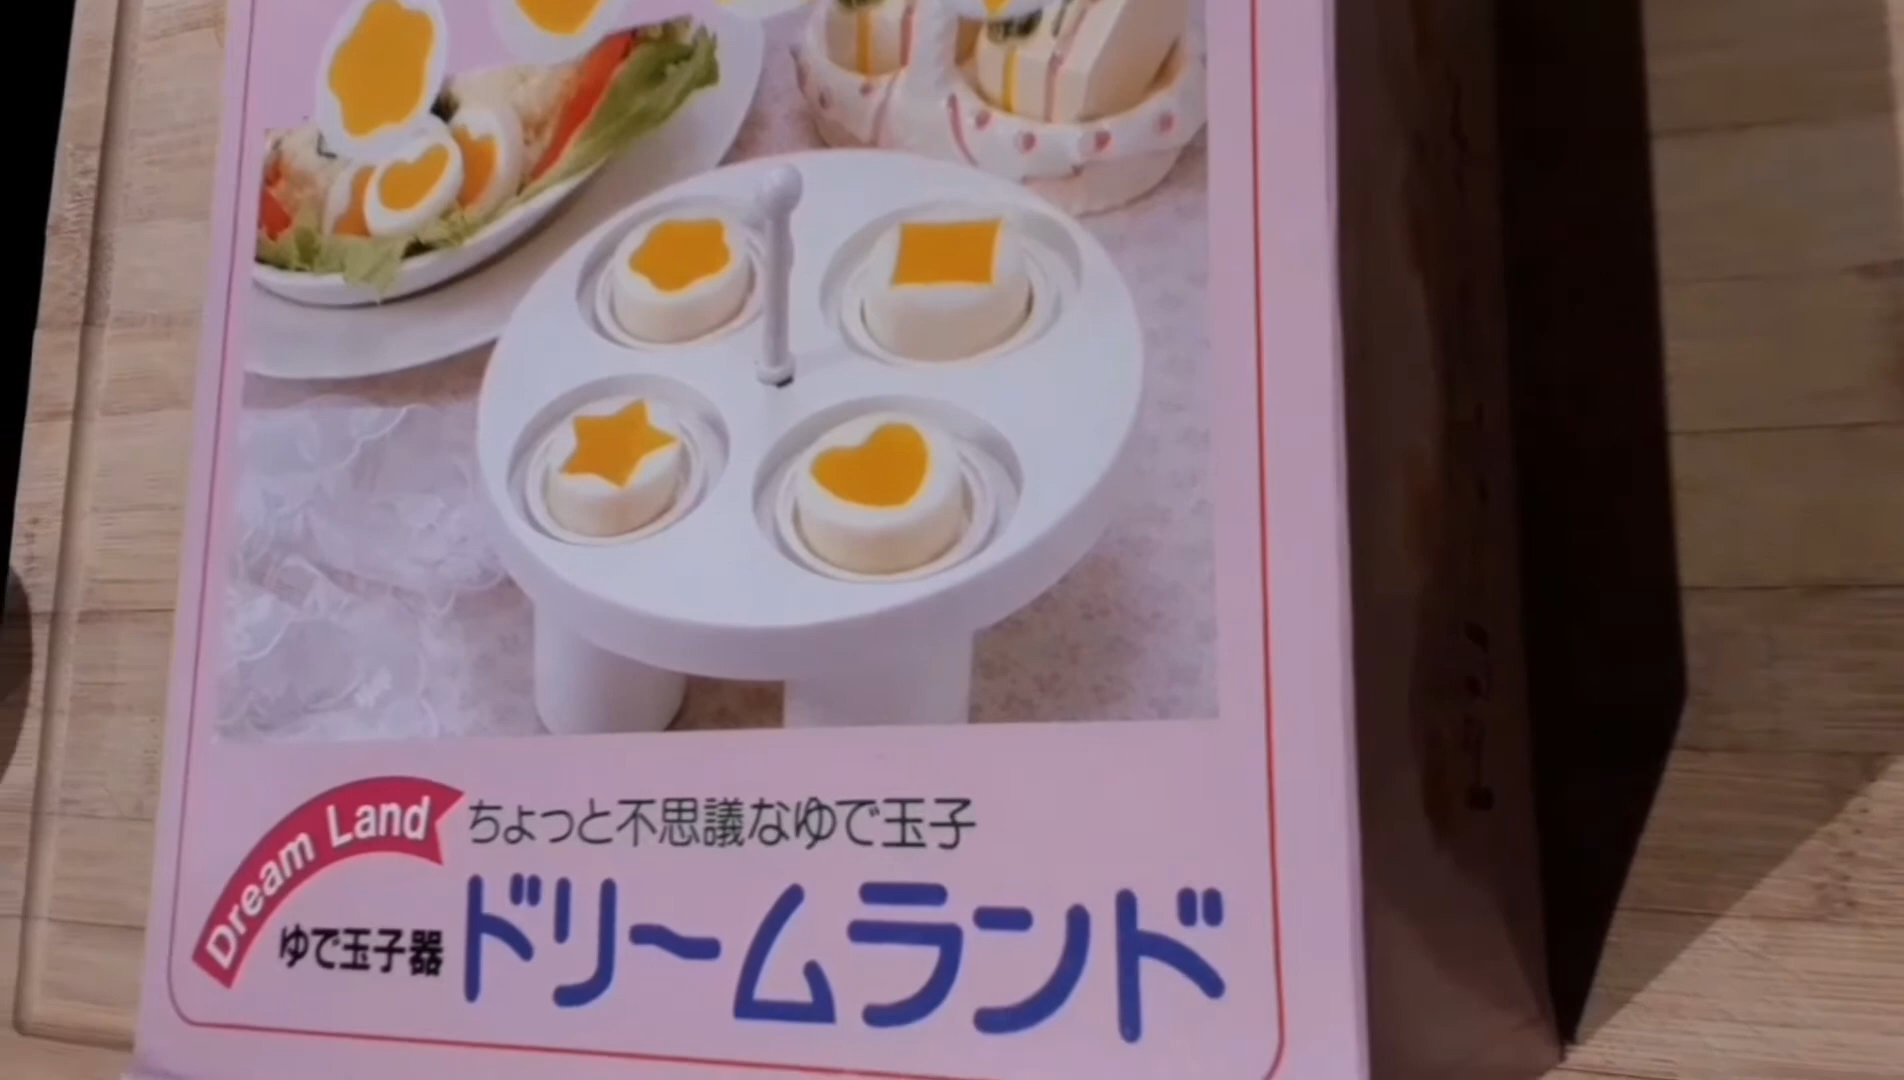 Dream Land
ちょっと不思議なゆで玉子
ゆで玉子器
ドリームランド